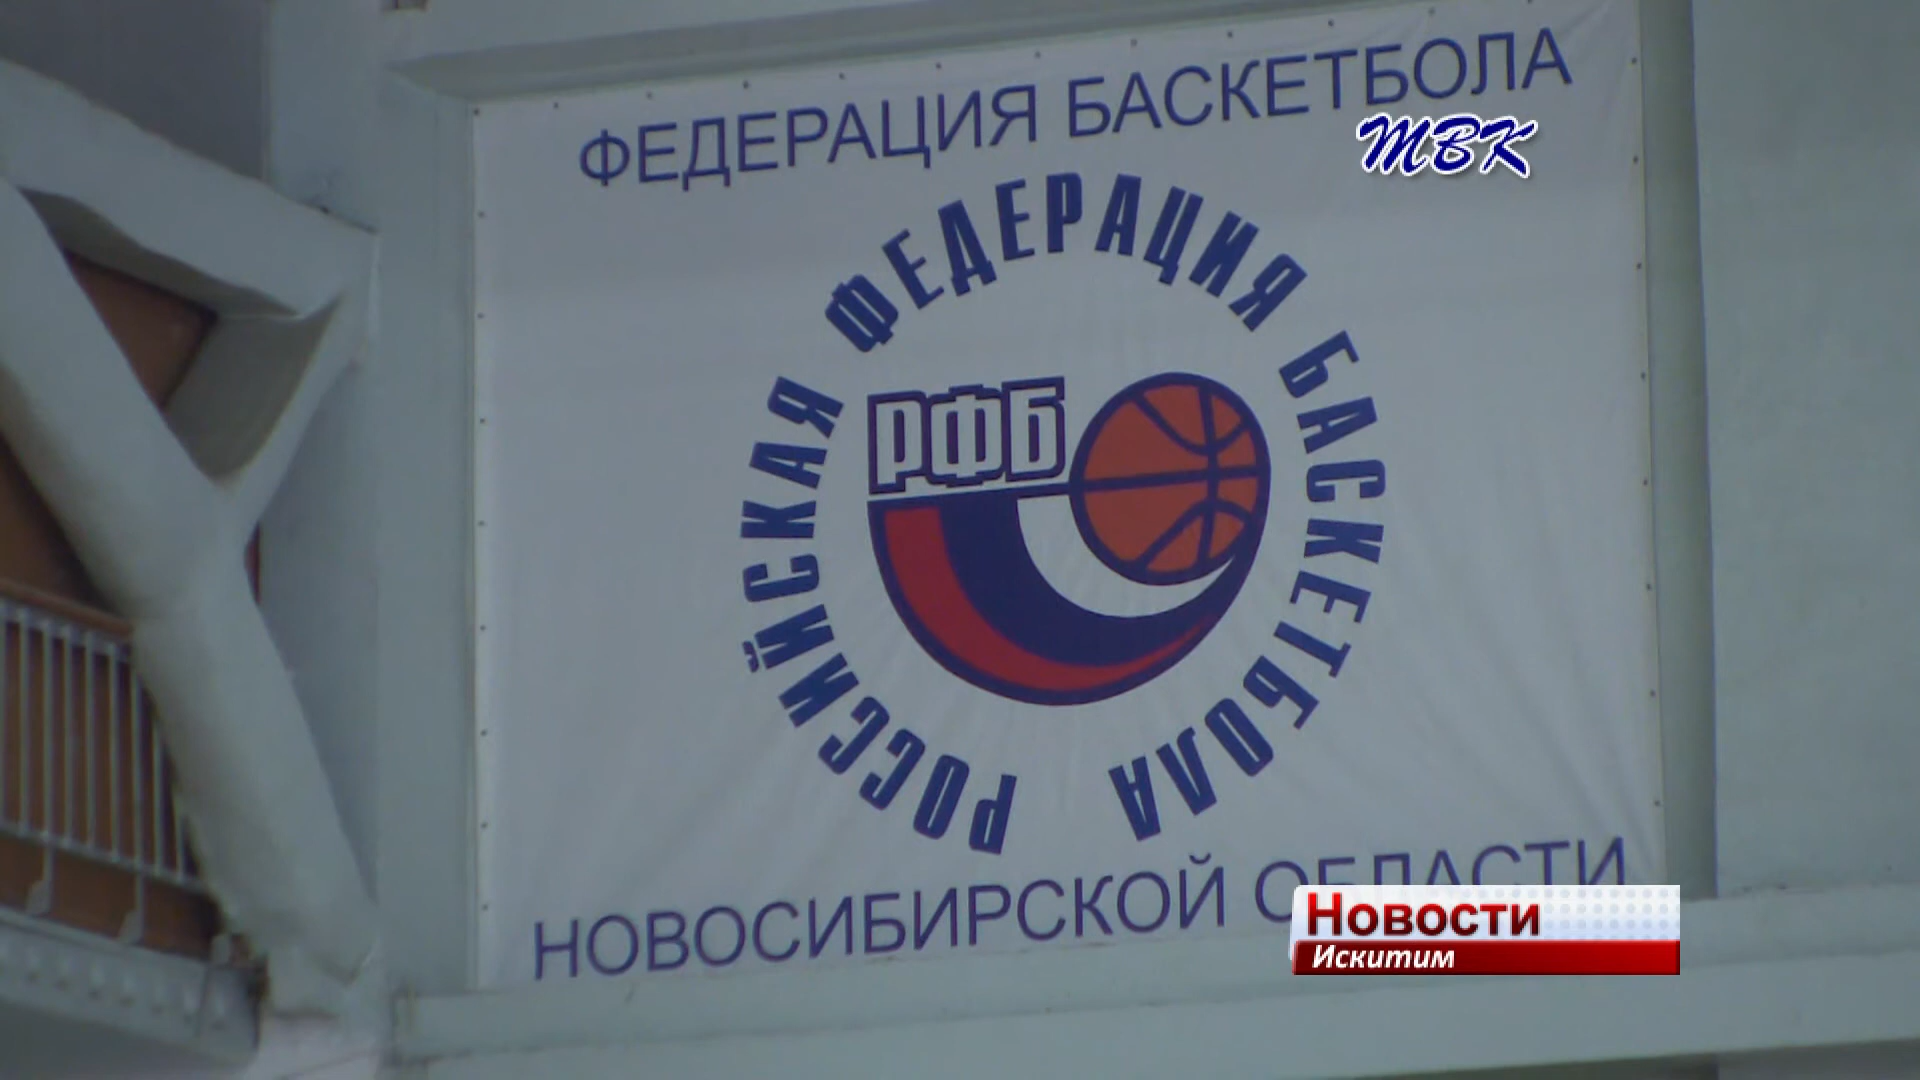 ФЕДЕРАЦИЯ БАСКЕТБОЛА
ТВК
РОССИЙСКАЯ ФЕДЕРАЦИЯ БАСКЕТБОЛА
РФБ
НОВОСИБИРСКОЙ ОБЛАСТИ
Новости
Искитим